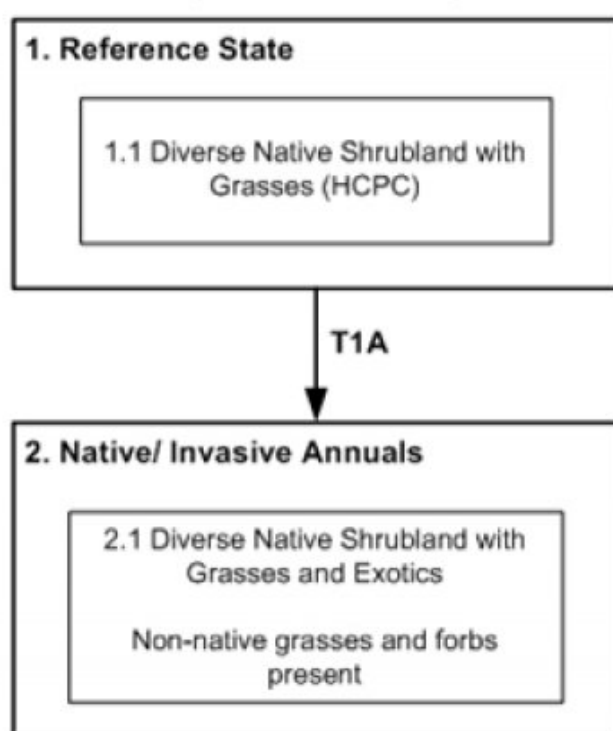 1. Reference State
1.1 Diverse Native Shrubland with
Grasses (HCPC)
T1A
2. Native/ Invasive Annuals
2.1 Diverse Native Shrubland with
Grasses and Exotics
Non-native grasses and forbs
present